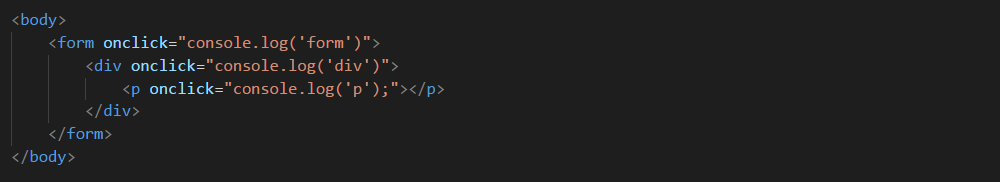 <body>
<form onclick="console.log('form')">
<div onclick="console.log('div')">
<p onclick="console.log('p');"></p>
</div>
</form>
</body>